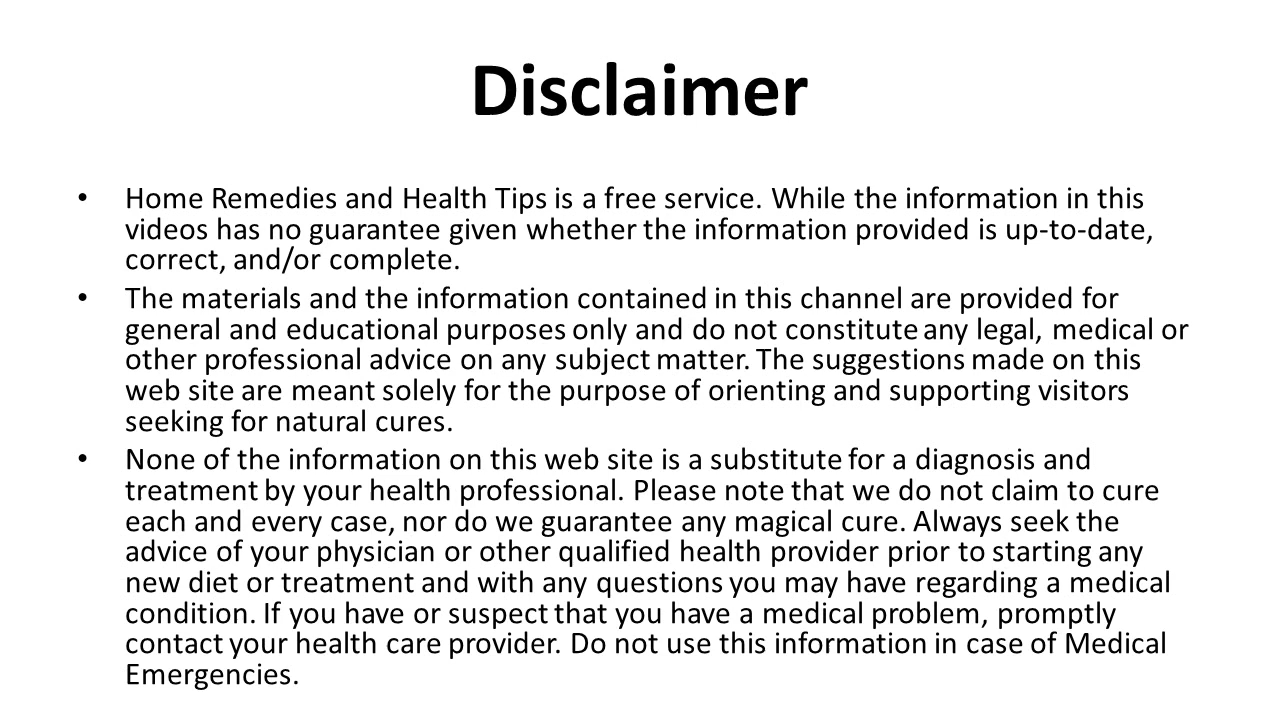 Disclaimer
• Home Remedies and Health Tips is a free service. While the information in this
videos has no guarantee given whether the information provided is up-to-date,
correct, and/or complete.
• The materials and the information contained in this channel are provided for
general and educational purposes only and do not constitute any legal, medical or
other professional advice on any subject matter. The suggestions made on this
web site are meant solely for the purpose of orienting and supporting visitors
seeking for natural cures.
• None of the information on this web site is a substitute for a diagnosis and
treatment by your health professional. Please note that we do not claim to cure
each and every case, nor do we guarantee any magical cure. Always seek the
advice of your physician or other qualified health provider prior to starting any
new diet or treatment and with any questions you may have regarding a medical
condition. If you have or suspect that you have a medical problem, promptly
contact your health care provider. Do not use this information in case of Medical
Emergencies.